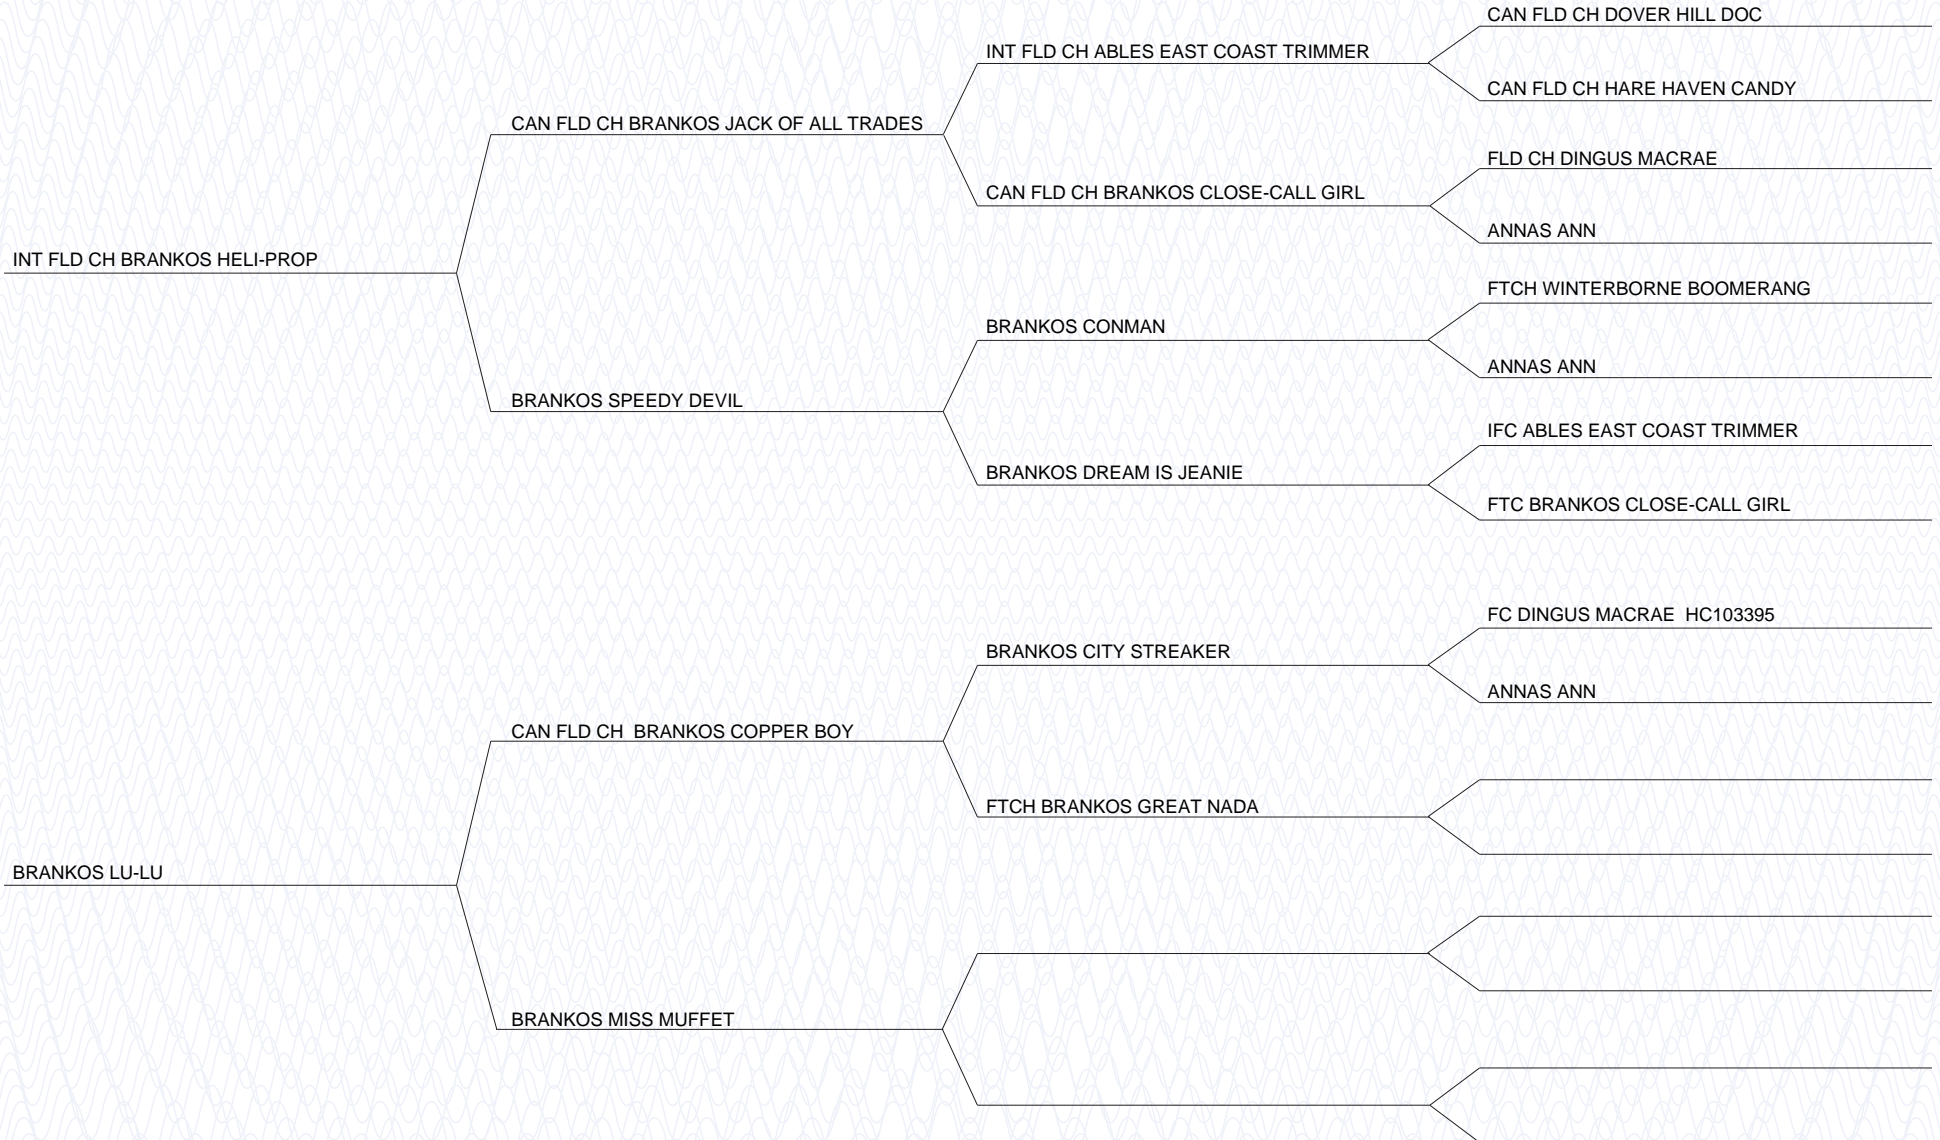 CAN FLD CH DOVER HILL DOC
INT FLD CH ABLES EAST COAST TRIMMER
CAN FLD CH HARE HAVEN CANDY
CAN FLD CH BRANKOS JACK OF ALL TRADES
FLD CH DINGUS MACRAE
CAN FLD CH BRANKOS CLOSE-CALL GIRL
ANNAS ANN
INT FLD CH BRANKOS HELI-PROP
FTCH WINTERBORNE BOOMERANG
BRANKOS CONMAN
ANNAS ANN
BRANKOS SPEEDY DEVIL
IFC ABLES EAST COAST TRIMMER
BRANKOS DREAM IS JEANIE
FTC BRANKOS CLOSE-CALL GIRL
FC DINGUS MACRAE  HC103395
BRANKOS CITY STREAKER
ANNAS ANN
CAN FLD CH  BRANKOS COPPER BOY
FTCH BRANKOS GREAT NADA
BRANKOS LU-LU
BRANKOS MISS MUFFET